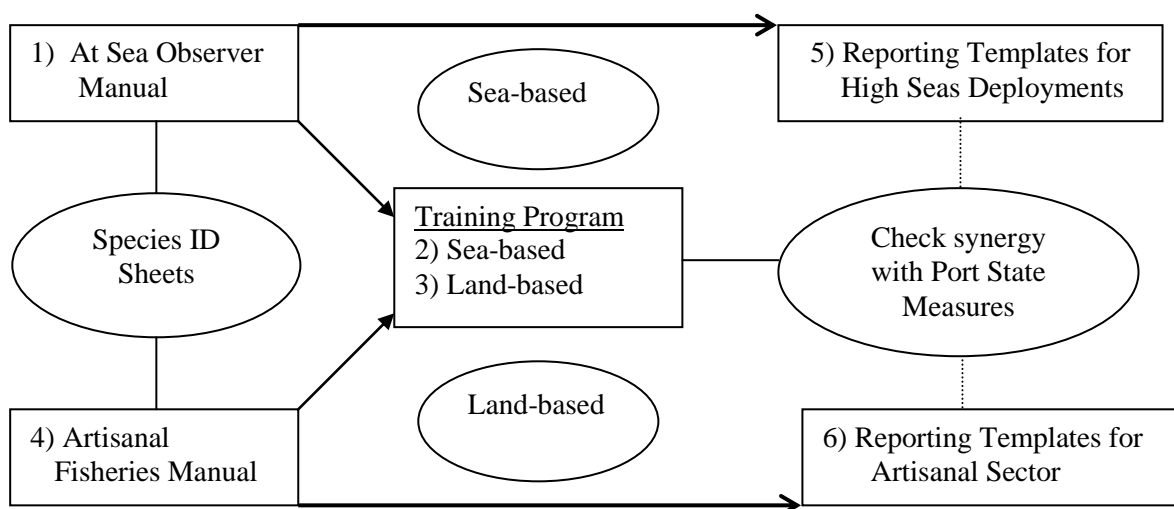 1) At Sea Observer
Manual
Sea-based
5) Reporting Templates for
High Seas Deployments
Species ID
Sheets
Training Program
2) Sea-based
3) Land-based
Check synergy
with Port State
Measures
4) Artisanal
Fisheries Manual
Land-based
6) Reporting Templates for
Artisanal Sector